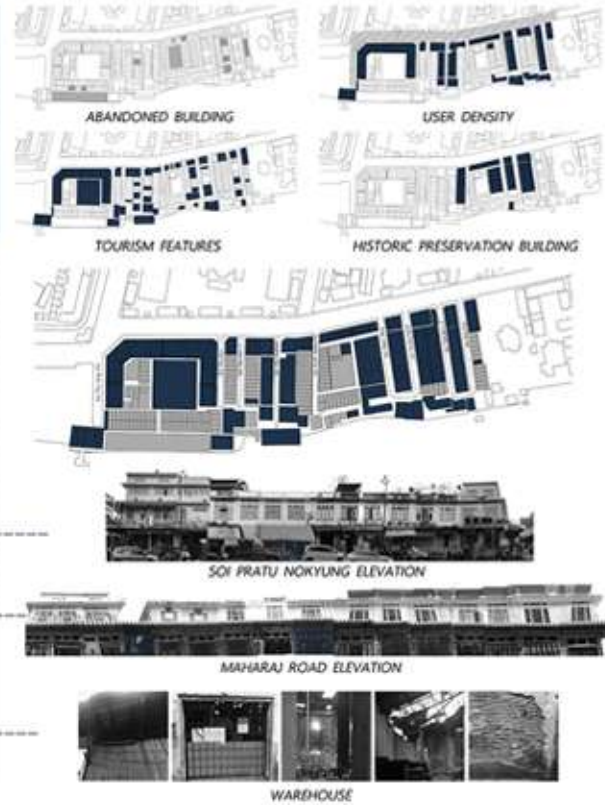 ABANDONED BUILDING
USER DENSITY
TOURISM FEATURES
HISTORIC PRESERVATION BUILDING
SOI PRATU NOKYUNG ELEVATION
MAHARAJ ROAD ELEVATION
WAREHOUSE